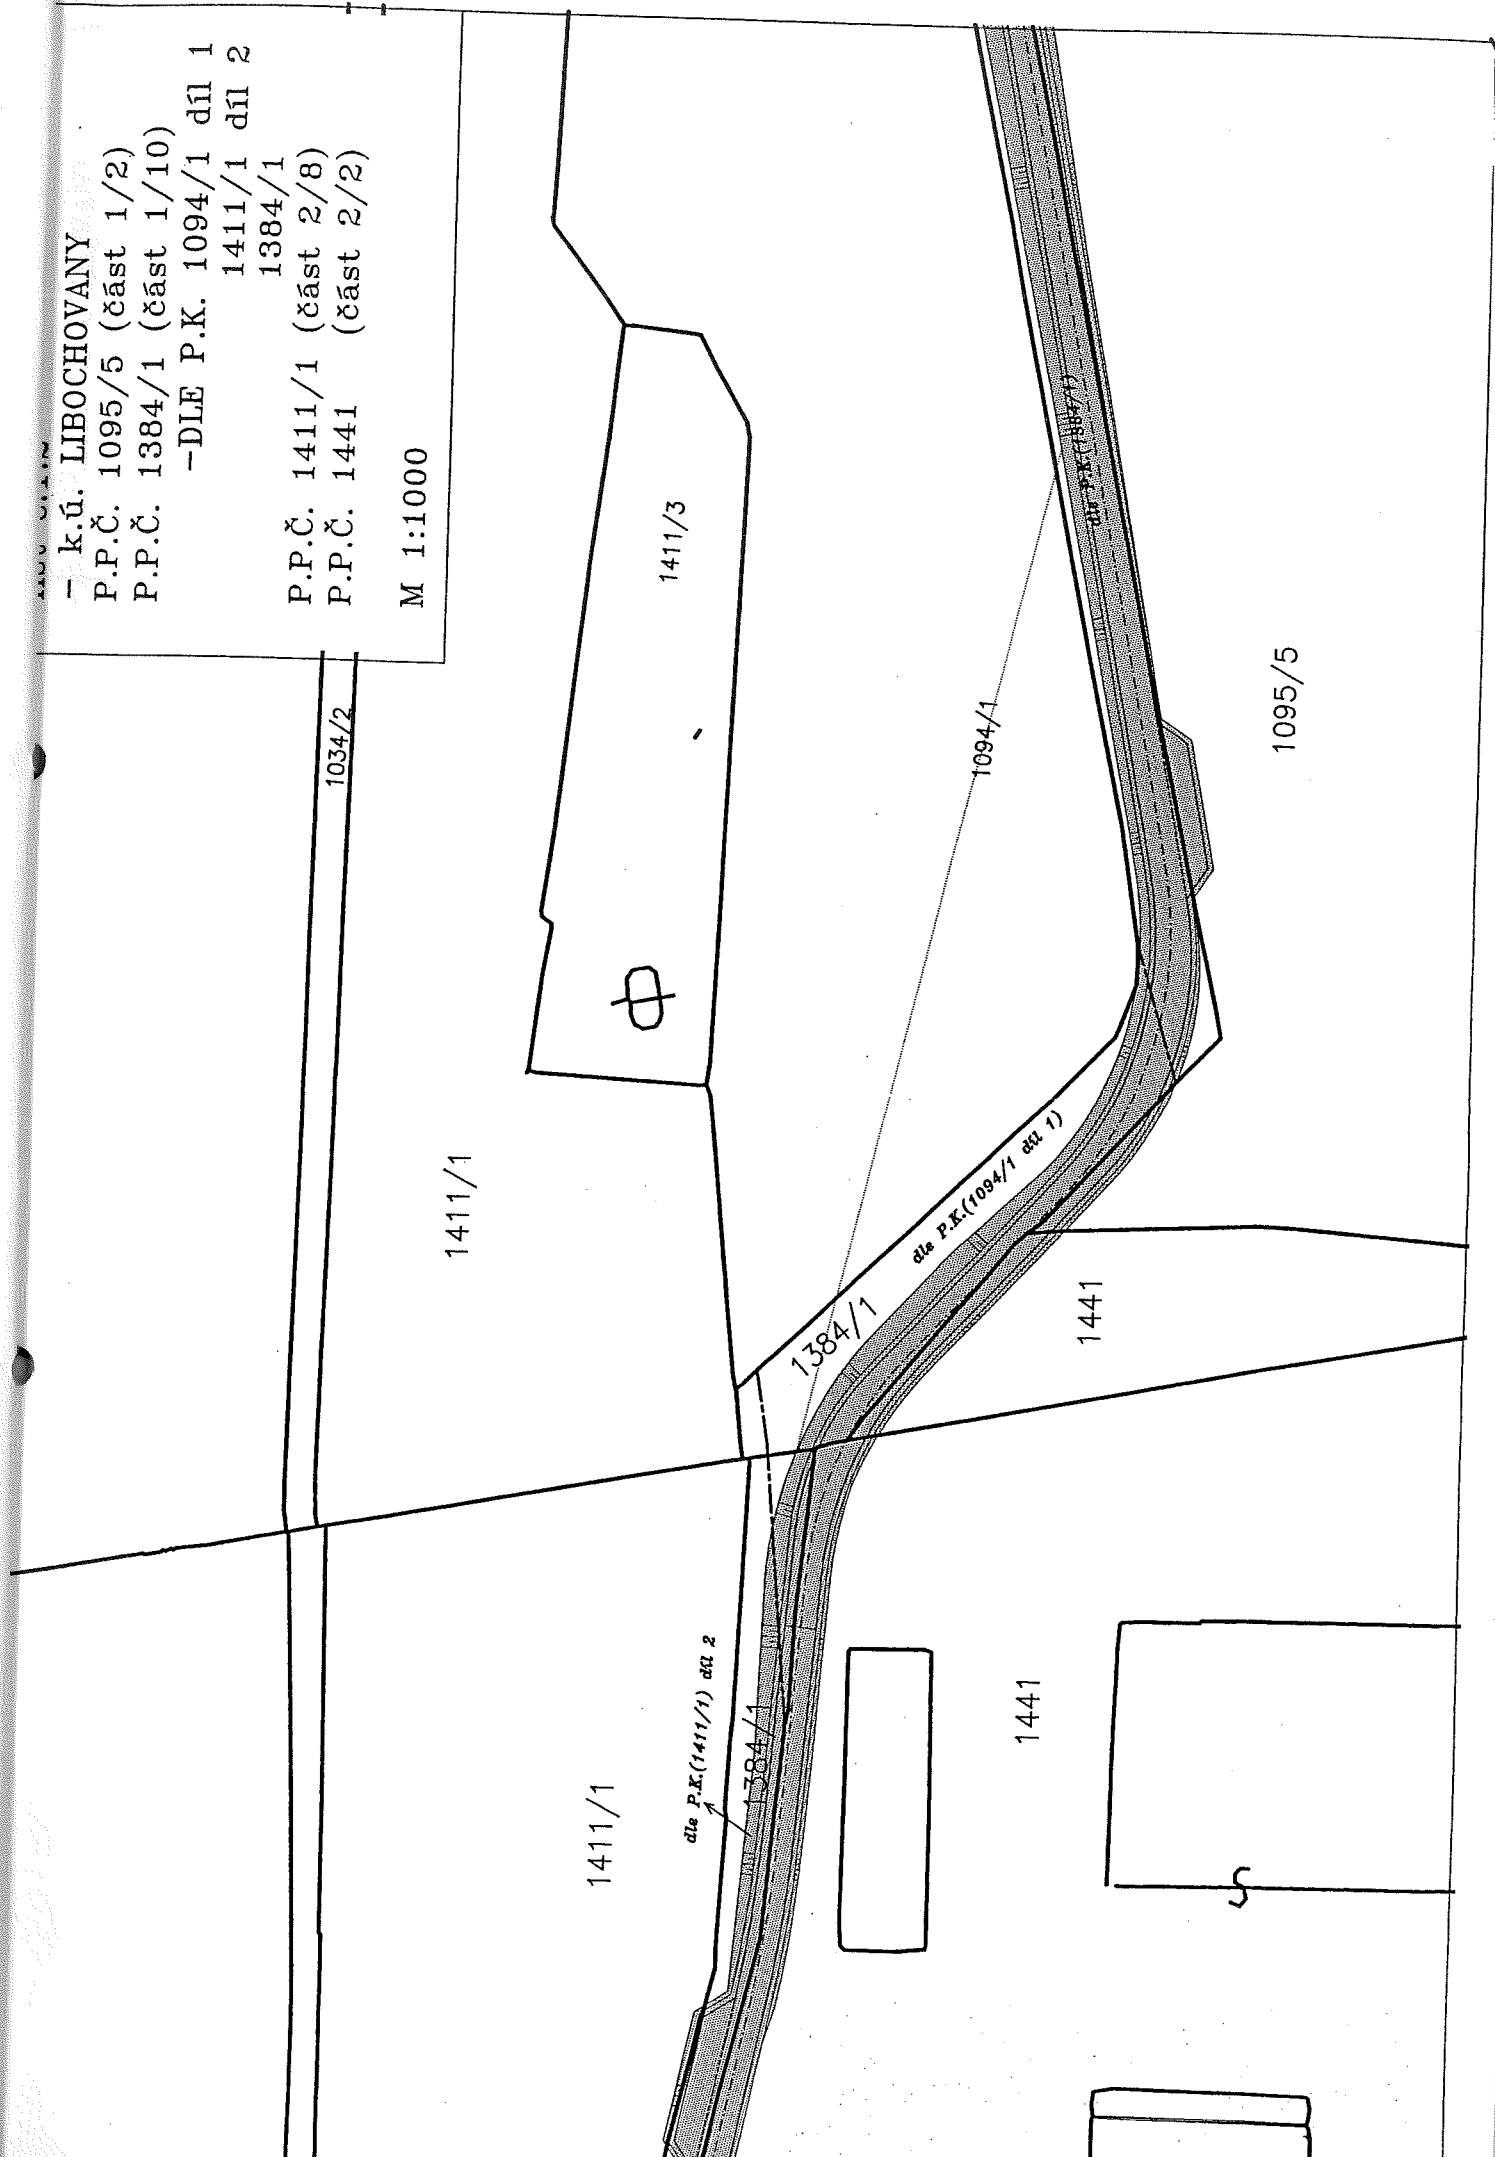 - k.ú. LIBOCHOVANY
P.P.Č. 1095/5 (část 1/2)
P.P.Č. 1384/1 (část 1/10)
-DLE P.K. 1094/1 díl 1
1411/1 díl 2
1384/1
P.P.Č. 1411/1 (část 2/8)
P.P.Č. 1441 (část 2/2)
M 1:1000
1034/2
1411/3
1094/1
dle P.K.(1384/1)
1095/5
1411/1
dle P.K.(1094/1 díl 1)
1384/1
1441
dle P.K.(1411/1) díl 2
1384/1
1411/1
1441